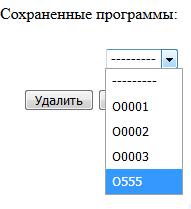 Сохраненные программы:
---------
---------
O0001
Удалить
O0002
O0003
O555